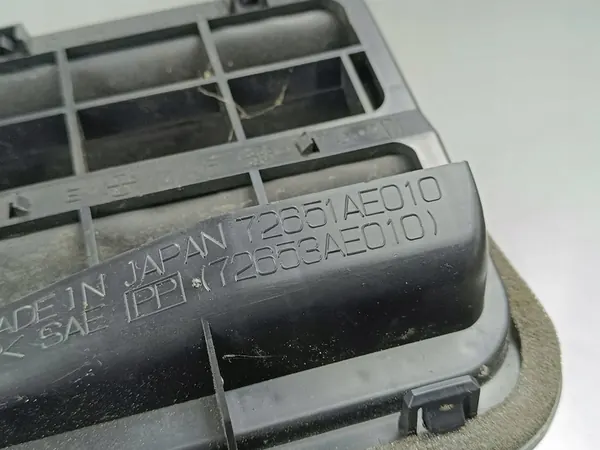 ADE IN JAPAN 72651AE010
< SAE PP (72653AE010)